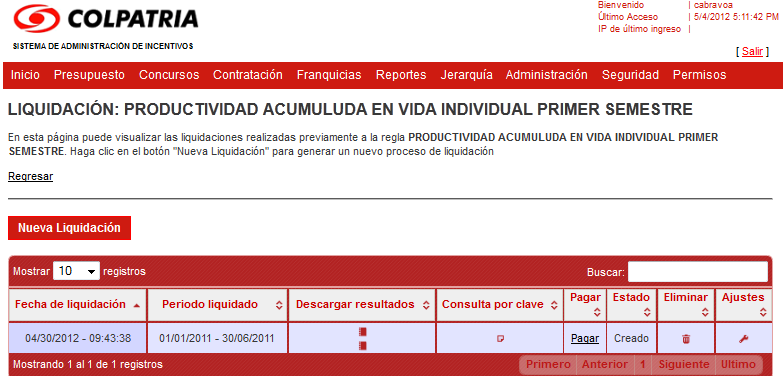 COLPATRIA
SISTEMA DE ADMINISTRACIÓN DE INCENTIVOS
Bienvenido | cabravoa
Último Acceso | 5/4/2012 5:11:42 PM
IP de último ingreso |
[ Salir ]
Inicio Presupuesto Concursos Contratación Franquicias Reportes Jerarquía Administración Seguridad Permisos
LIQUIDACIÓN: PRODUCTIVIDAD ACUMULUDA EN VIDA INDIVIDUAL PRIMER SEMESTRE
En esta página puede visualizar las liquidaciones realizadas previamente a la regla PRODUCTIVIDAD ACUMULUDA EN VIDA INDIVIDUAL PRIMER
SEMESTRE. Haga clic en el botón "Nueva Liquidación" para generar un nuevo proceso de liquidación
Regresar
Nueva Liquidación
Mostrar 10 registros Buscar:
Fecha de liquidación Periodo liquidado Descargar resultados Consulta por clave Pagar Estado Eliminar Ajustes
04/30/2012 - 09:43:38 01/01/2011 - 30/06/2011 Pagar Creado
Mostrando 1 al 1 de 1 registros Primero Anterior 1 Siguiente Ultimo